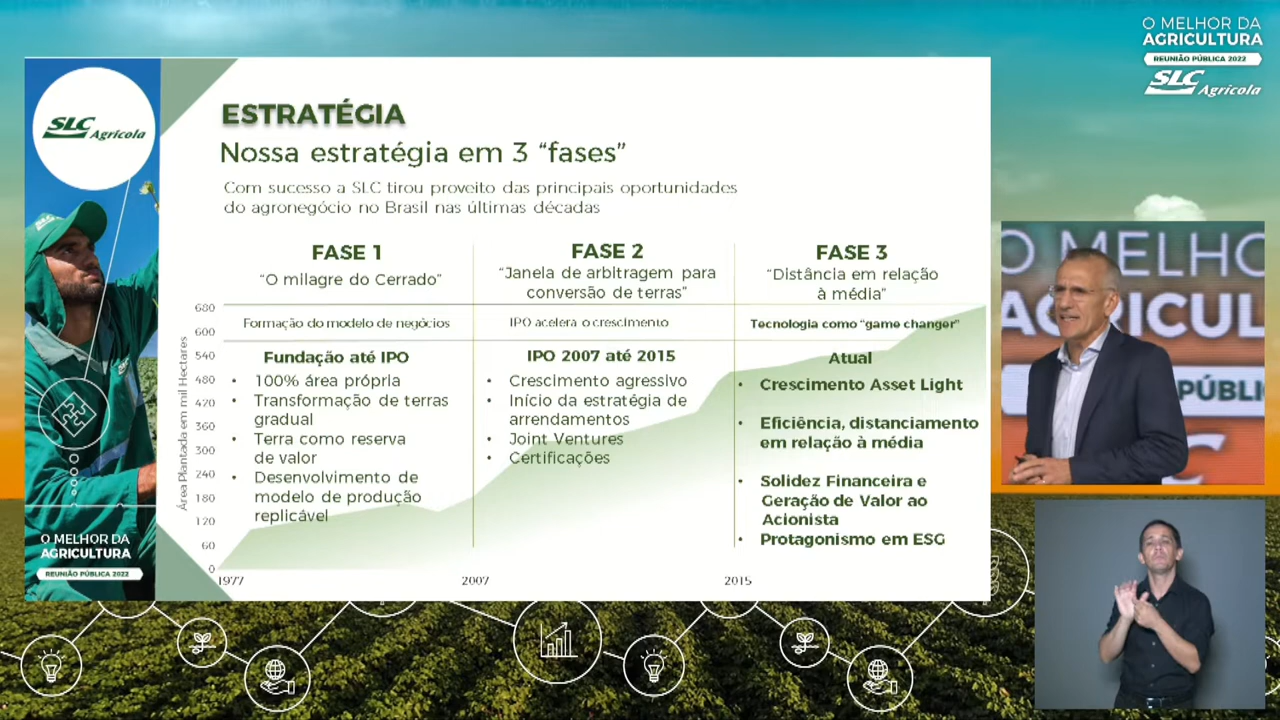 O MELHOR DA
AGRICULTURA
REUNIÃO PÚBLICA 2022
SLC Agrícola
SLC Agrícola
ESTRATÉGIA
Nossa estratégia em 3 “fases”
Com sucesso a SLC tirou proveito das principais oportunidades
do agronegócio no Brasil nas últimas décadas
FASE 1
“O milagre do Cerrado”
Formação do modelo de negócios
Fundação até IPO
• 100% área própria
• Transformação de terras
gradual
• Terra como reserva
de valor
• Desenvolvimento de
modelo de produção
replicável
FASE 2
“Janela de arbitragem para
conversão de terras”
IPO acelera o crescimento
IPO 2007 até 2015
• Crescimento agressivo
• Início da estratégia de
arrendamentos
• Joint Ventures
• Certificações
FASE 3
“Distância em relação
à média”
Tecnologia como “game changer”
Atual
• Crescimento Asset Light
• Eficiência, distanciamento
em relação à média
• Solidez Financeira e
Geração de Valor ao
Acionista
• Protagonismo em ESG
Área Plantada em mil Hectares
680
600
540
480
420
360
300
240
180
120
60
0
1977
2007
2015
O MELHOR DA
AGRICULTURA
REUNIÃO PÚBLICA 2022
O MELHO
AGRICUL
PÚBLI